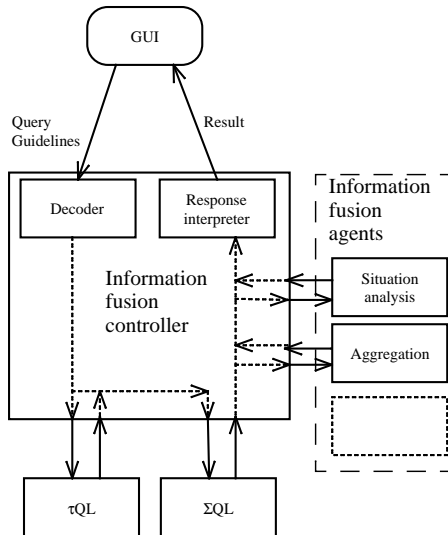 GUI
Query
Guidelines
Result
Decoder
Response
interpreter
Information
fusion
controller
Information
fusion
agents
Situation
analysis
Aggregation
τQL
ΣQL